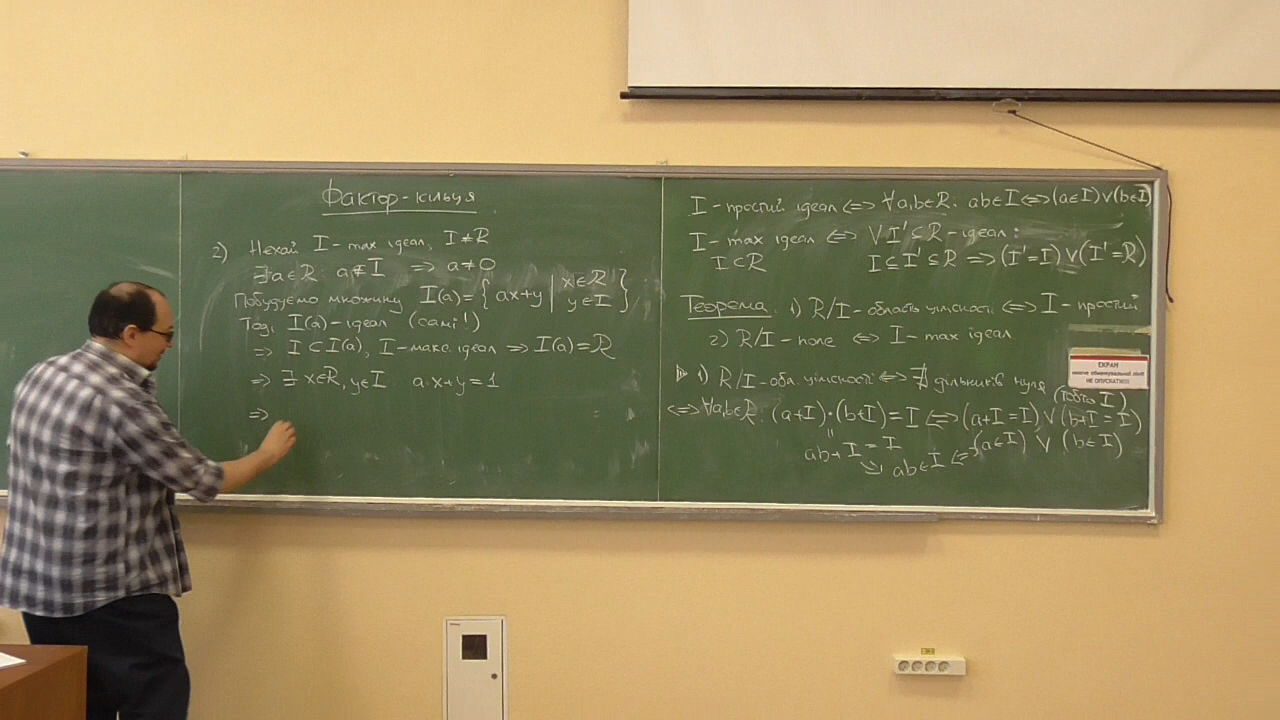 Фактор-кільця
2) Нехай I - max ідеал, I ≠ R
∃ a∈R: a∉I ⇒ a≠0
Побудуємо множину I(a) = { ax+y | x∈R, y∈I }
Тоді I(a) - ідеал (самі!)
⇒ I ⊂ I(a), I - макс. ідеал ⇒ I(a) = R
⇒ ∃ x∈R, y∈I a·x+y=1
⇒
I - простий ідеал ⇔ ∀a,b∈R: ab∈I ⇔ (a∈I) ∨ (b∈I)
I - max ідеал ⇔ ∀ I' ⊆ R - ідеал:
I ⊂ R I ⊆ I' ⊆ R ⇒ (I' = I) ∨ (I' = R)
Теорема. 1) R/I - область цілісності ⇔ I - простий
2) R/I - поле ⇔ I - max ідеал
1) R/I - обл. цілісності ⇔ ∄ дільників нуля
(тобто I)
⇔ ∀a,b∈R: (a+I)·(b+I) = I ⇔ (a+I = I) ∨ (b+I = I)
ab+I = I
ab∈I ⇔ (a∈I) ∨ (b∈I)
ЕКРАН
НЕ ОПУСКАТИ!!!